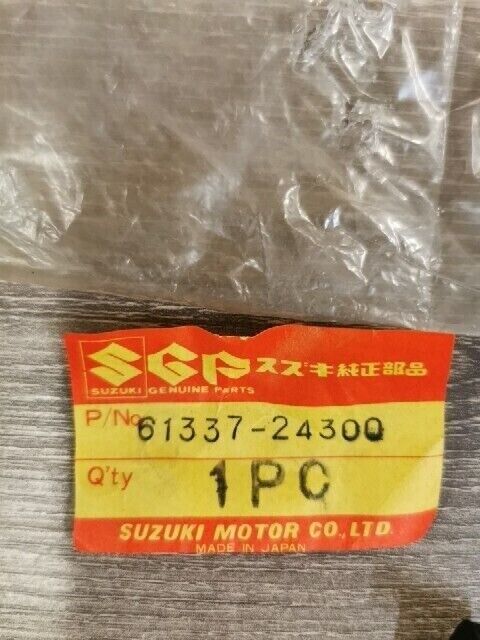 SGP スズキ純正部品
SUZUKI GENUINE PARTS
P/No. 61337-24300
Q'ty 1PC
SUZUKI MOTOR CO., LTD.
MADE IN JAPAN